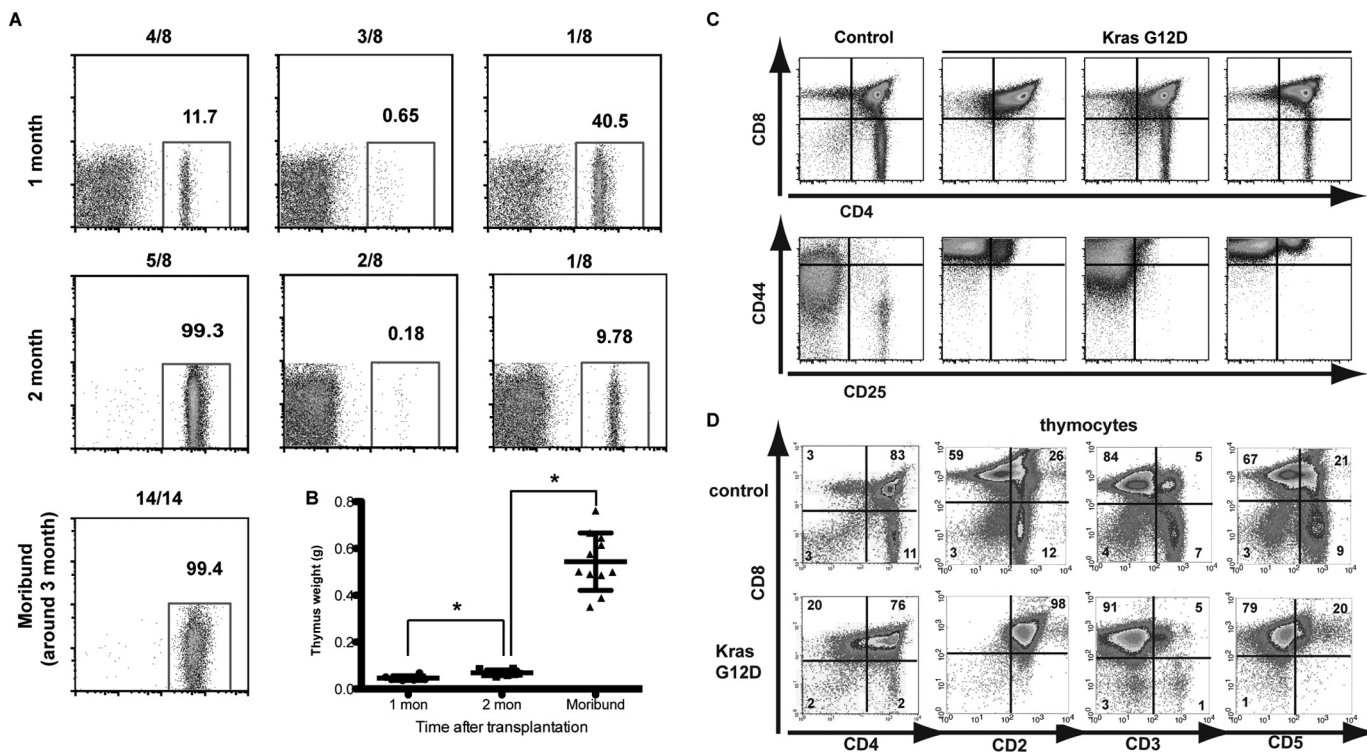 A
4/8 3/8 1/8
1 month
11.7 0.65 40.5
5/8 2/8 1/8
2 month
99.3 0.18 9.78
14/14
Moribund
(around 3 month)
99.4
B
Thymus weight (g)
0.8
0.6
0.4
0.2
0.0
* *
1 mon 2 mon Moribund
Time after transplantation
C
Control Kras G12D
CD8
CD4
CD44
CD25
D
thymocytes
control
3 83 59 26 84 5 67 21
3 11 3 12 4 7 3 9
CD8
Kras
G12D
20 76 98 91 5 79 20
2 2 3 1 1
10⁰ 10¹ 10² 10³ 10⁴
CD4 CD2 CD3 CD5